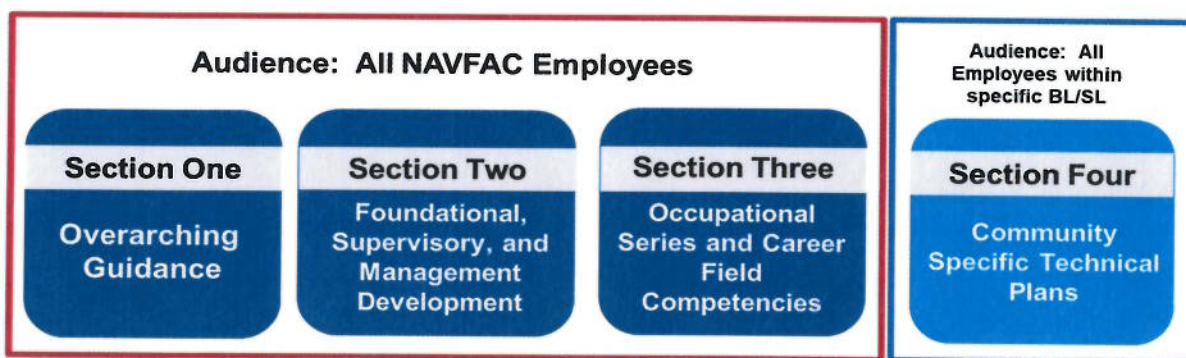 Audience: All NAVFAC Employees
Section One
Overarching
Guidance
Section Two
Foundational,
Supervisory, and
Management
Development
Section Three
Occupational
Series and Career
Field
Competencies
Audience: All
Employees within
specific BL/SL
Section Four
Community
Specific Technical
Plans